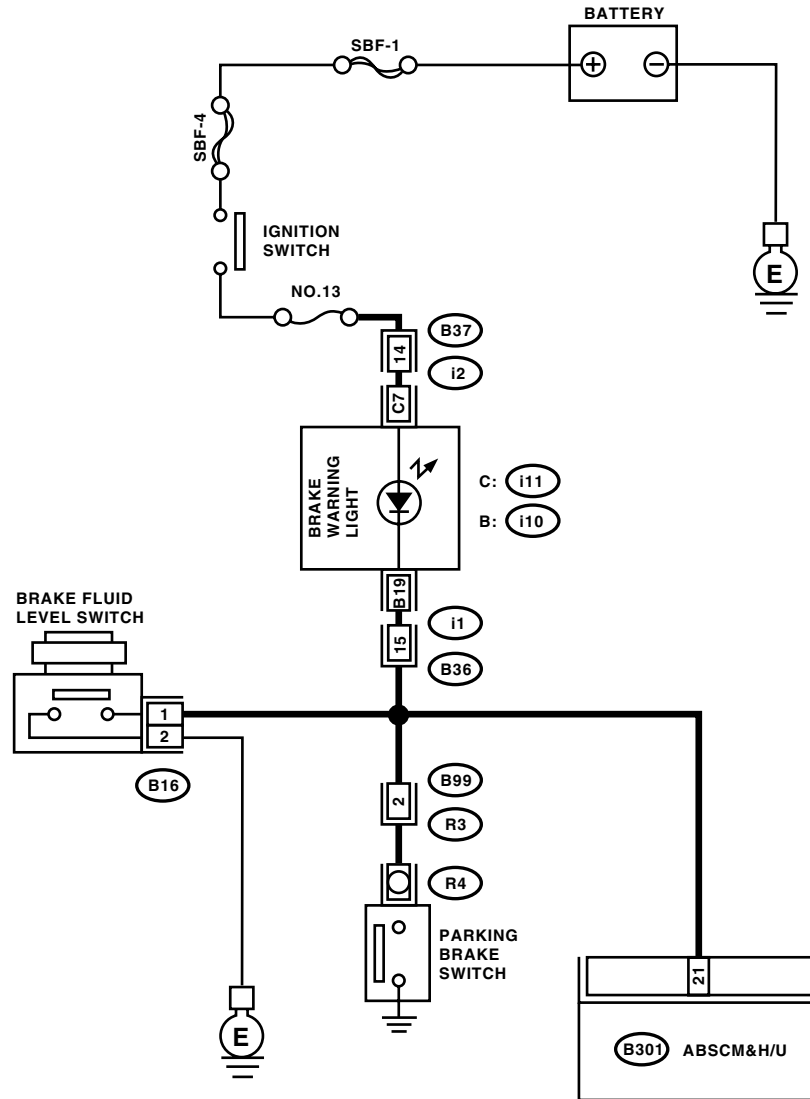 BATTERY
SBF-1
SBF-4
E
IGNITION
SWITCH
NO.13
B37
14
i2
C7
BRAKE
WARNING
LIGHT
C: i11
B: i10
B19
BRAKE FLUID
LEVEL SWITCH
i1
15
B36
1
2
B16
B99
2
R3
R4
PARKING
BRAKE
SWITCH
21
E
B301 ABSCM&H/U